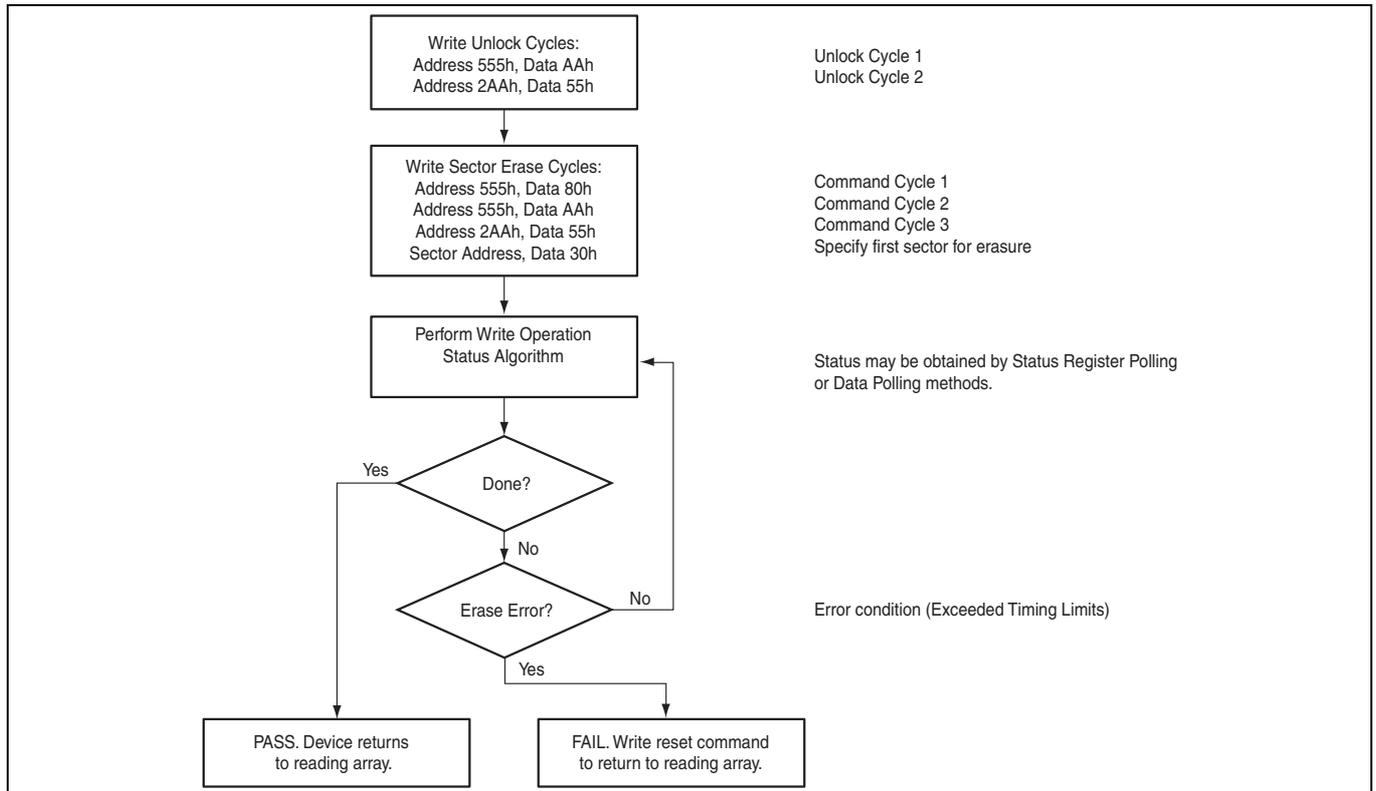 Write Unlock Cycles:
Address 555h, Data AAh
Address 2AAh, Data 55h
Unlock Cycle 1
Unlock Cycle 2
Write Sector Erase Cycles:
Address 555h, Data 80h
Address 555h, Data AAh
Address 2AAh, Data 55h
Sector Address, Data 30h
Command Cycle 1
Command Cycle 2
Command Cycle 3
Specify first sector for erasure
Perform Write Operation
Status Algorithm
Status may be obtained by Status Register Polling
or Data Polling methods.
Yes
Done?
No
Erase Error?
No
Error condition (Exceeded Timing Limits)
Yes
PASS. Device returns
to reading array.
FAIL. Write reset command
to return to reading array.